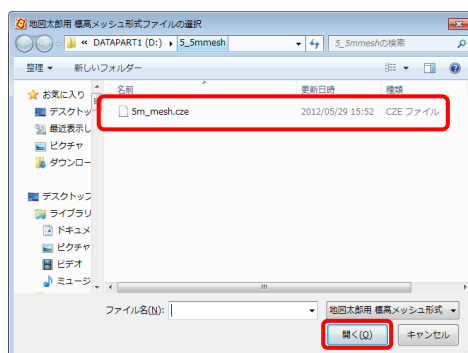 地図太郎用 標高メッシュ形式ファイルの選択
« DATAPART1 (D:) ▸ 5_5mmesh
5_5mmeshの検索
整理 ▼ 新しいフォルダー
名前 更新日時 種類
5m_mesh.cze 2012/05/29 15:52 CZE ファイル
お気に入り
デスクトッ
最近表示し
ピクチャ
ダウンロー
デスクトップ
ライブラリ
ドキュメ
ピクチャ
ビデオ
ミュージ
ファイル名(N):
地図太郎用 標高メッシュ形式
開く(O) キャンセル